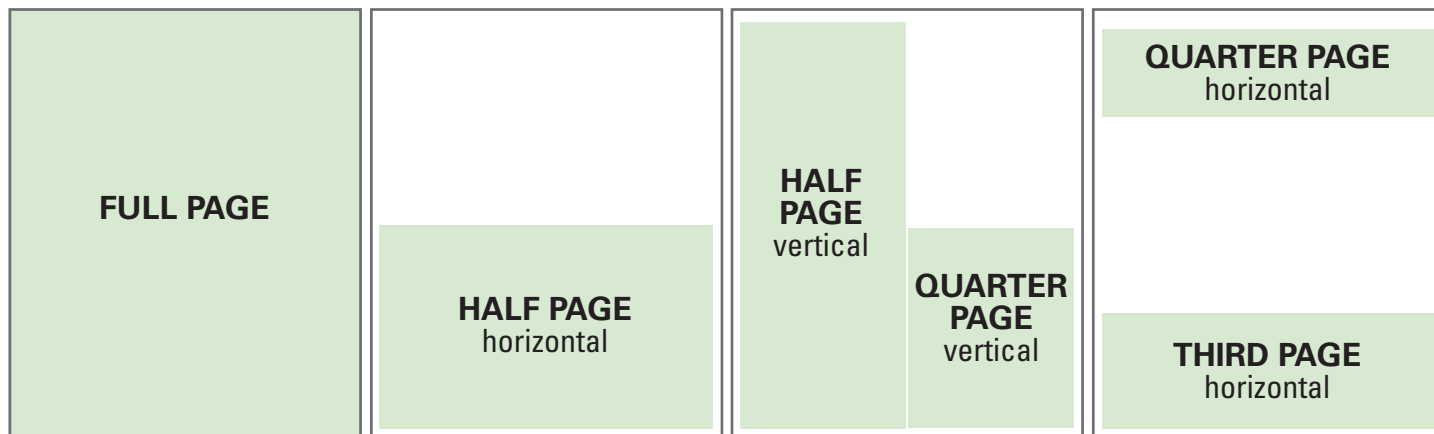 FULL PAGE
HALF PAGE
horizontal
HALF
PAGE
vertical
QUARTER
PAGE
vertical
QUARTER PAGE
horizontal
THIRD PAGE
horizontal